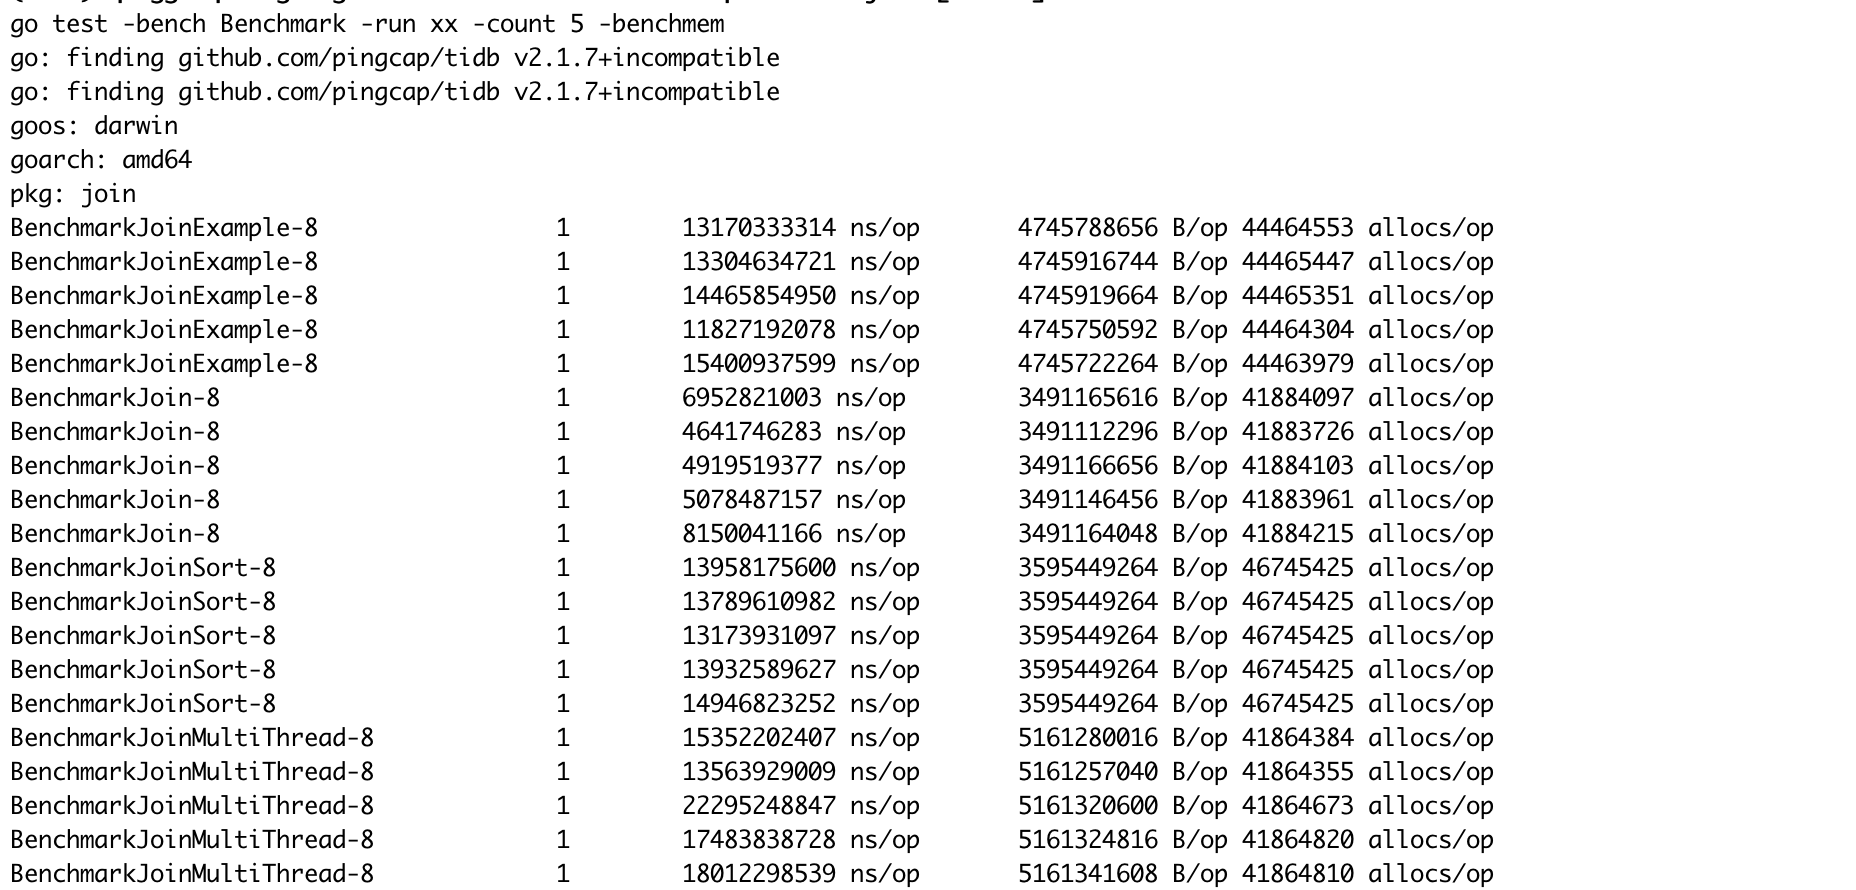 go test -bench Benchmark -run xx -count 5 -benchmem
go: finding github.com/pingcap/tidb v2.1.7+incompatible
go: finding github.com/pingcap/tidb v2.1.7+incompatible
goos: darwin
goarch: amd64
pkg: join
BenchmarkJoinExample-8 1 13170333314 ns/op 4745788656 B/op 44464553 allocs/op
BenchmarkJoinExample-8 1 13304634721 ns/op 4745916744 B/op 44465447 allocs/op
BenchmarkJoinExample-8 1 14465854950 ns/op 4745919664 B/op 44465351 allocs/op
BenchmarkJoinExample-8 1 11827192078 ns/op 4745750592 B/op 44464304 allocs/op
BenchmarkJoinExample-8 1 15400937599 ns/op 4745722264 B/op 44463979 allocs/op
BenchmarkJoin-8 1 6952821003 ns/op 3491165616 B/op 41884097 allocs/op
BenchmarkJoin-8 1 4641746283 ns/op 3491112296 B/op 41883726 allocs/op
BenchmarkJoin-8 1 4919519377 ns/op 3491166656 B/op 41884103 allocs/op
BenchmarkJoin-8 1 5078487157 ns/op 3491146456 B/op 41883961 allocs/op
BenchmarkJoin-8 1 8150041166 ns/op 3491164048 B/op 41884215 allocs/op
BenchmarkJoinSort-8 1 13958175600 ns/op 3595449264 B/op 46745425 allocs/op
BenchmarkJoinSort-8 1 13789610982 ns/op 3595449264 B/op 46745425 allocs/op
BenchmarkJoinSort-8 1 13173931097 ns/op 3595449264 B/op 46745425 allocs/op
BenchmarkJoinSort-8 1 13932589627 ns/op 3595449264 B/op 46745425 allocs/op
BenchmarkJoinSort-8 1 14946823252 ns/op 3595449264 B/op 46745425 allocs/op
BenchmarkJoinMultiThread-8 1 15352202407 ns/op 5161280016 B/op 41864384 allocs/op
BenchmarkJoinMultiThread-8 1 13563929009 ns/op 5161257040 B/op 41864355 allocs/op
BenchmarkJoinMultiThread-8 1 22295248847 ns/op 5161320600 B/op 41864673 allocs/op
BenchmarkJoinMultiThread-8 1 17483838728 ns/op 5161324816 B/op 41864820 allocs/op
BenchmarkJoinMultiThread-8 1 18012298539 ns/op 5161341608 B/op 41864810 allocs/op